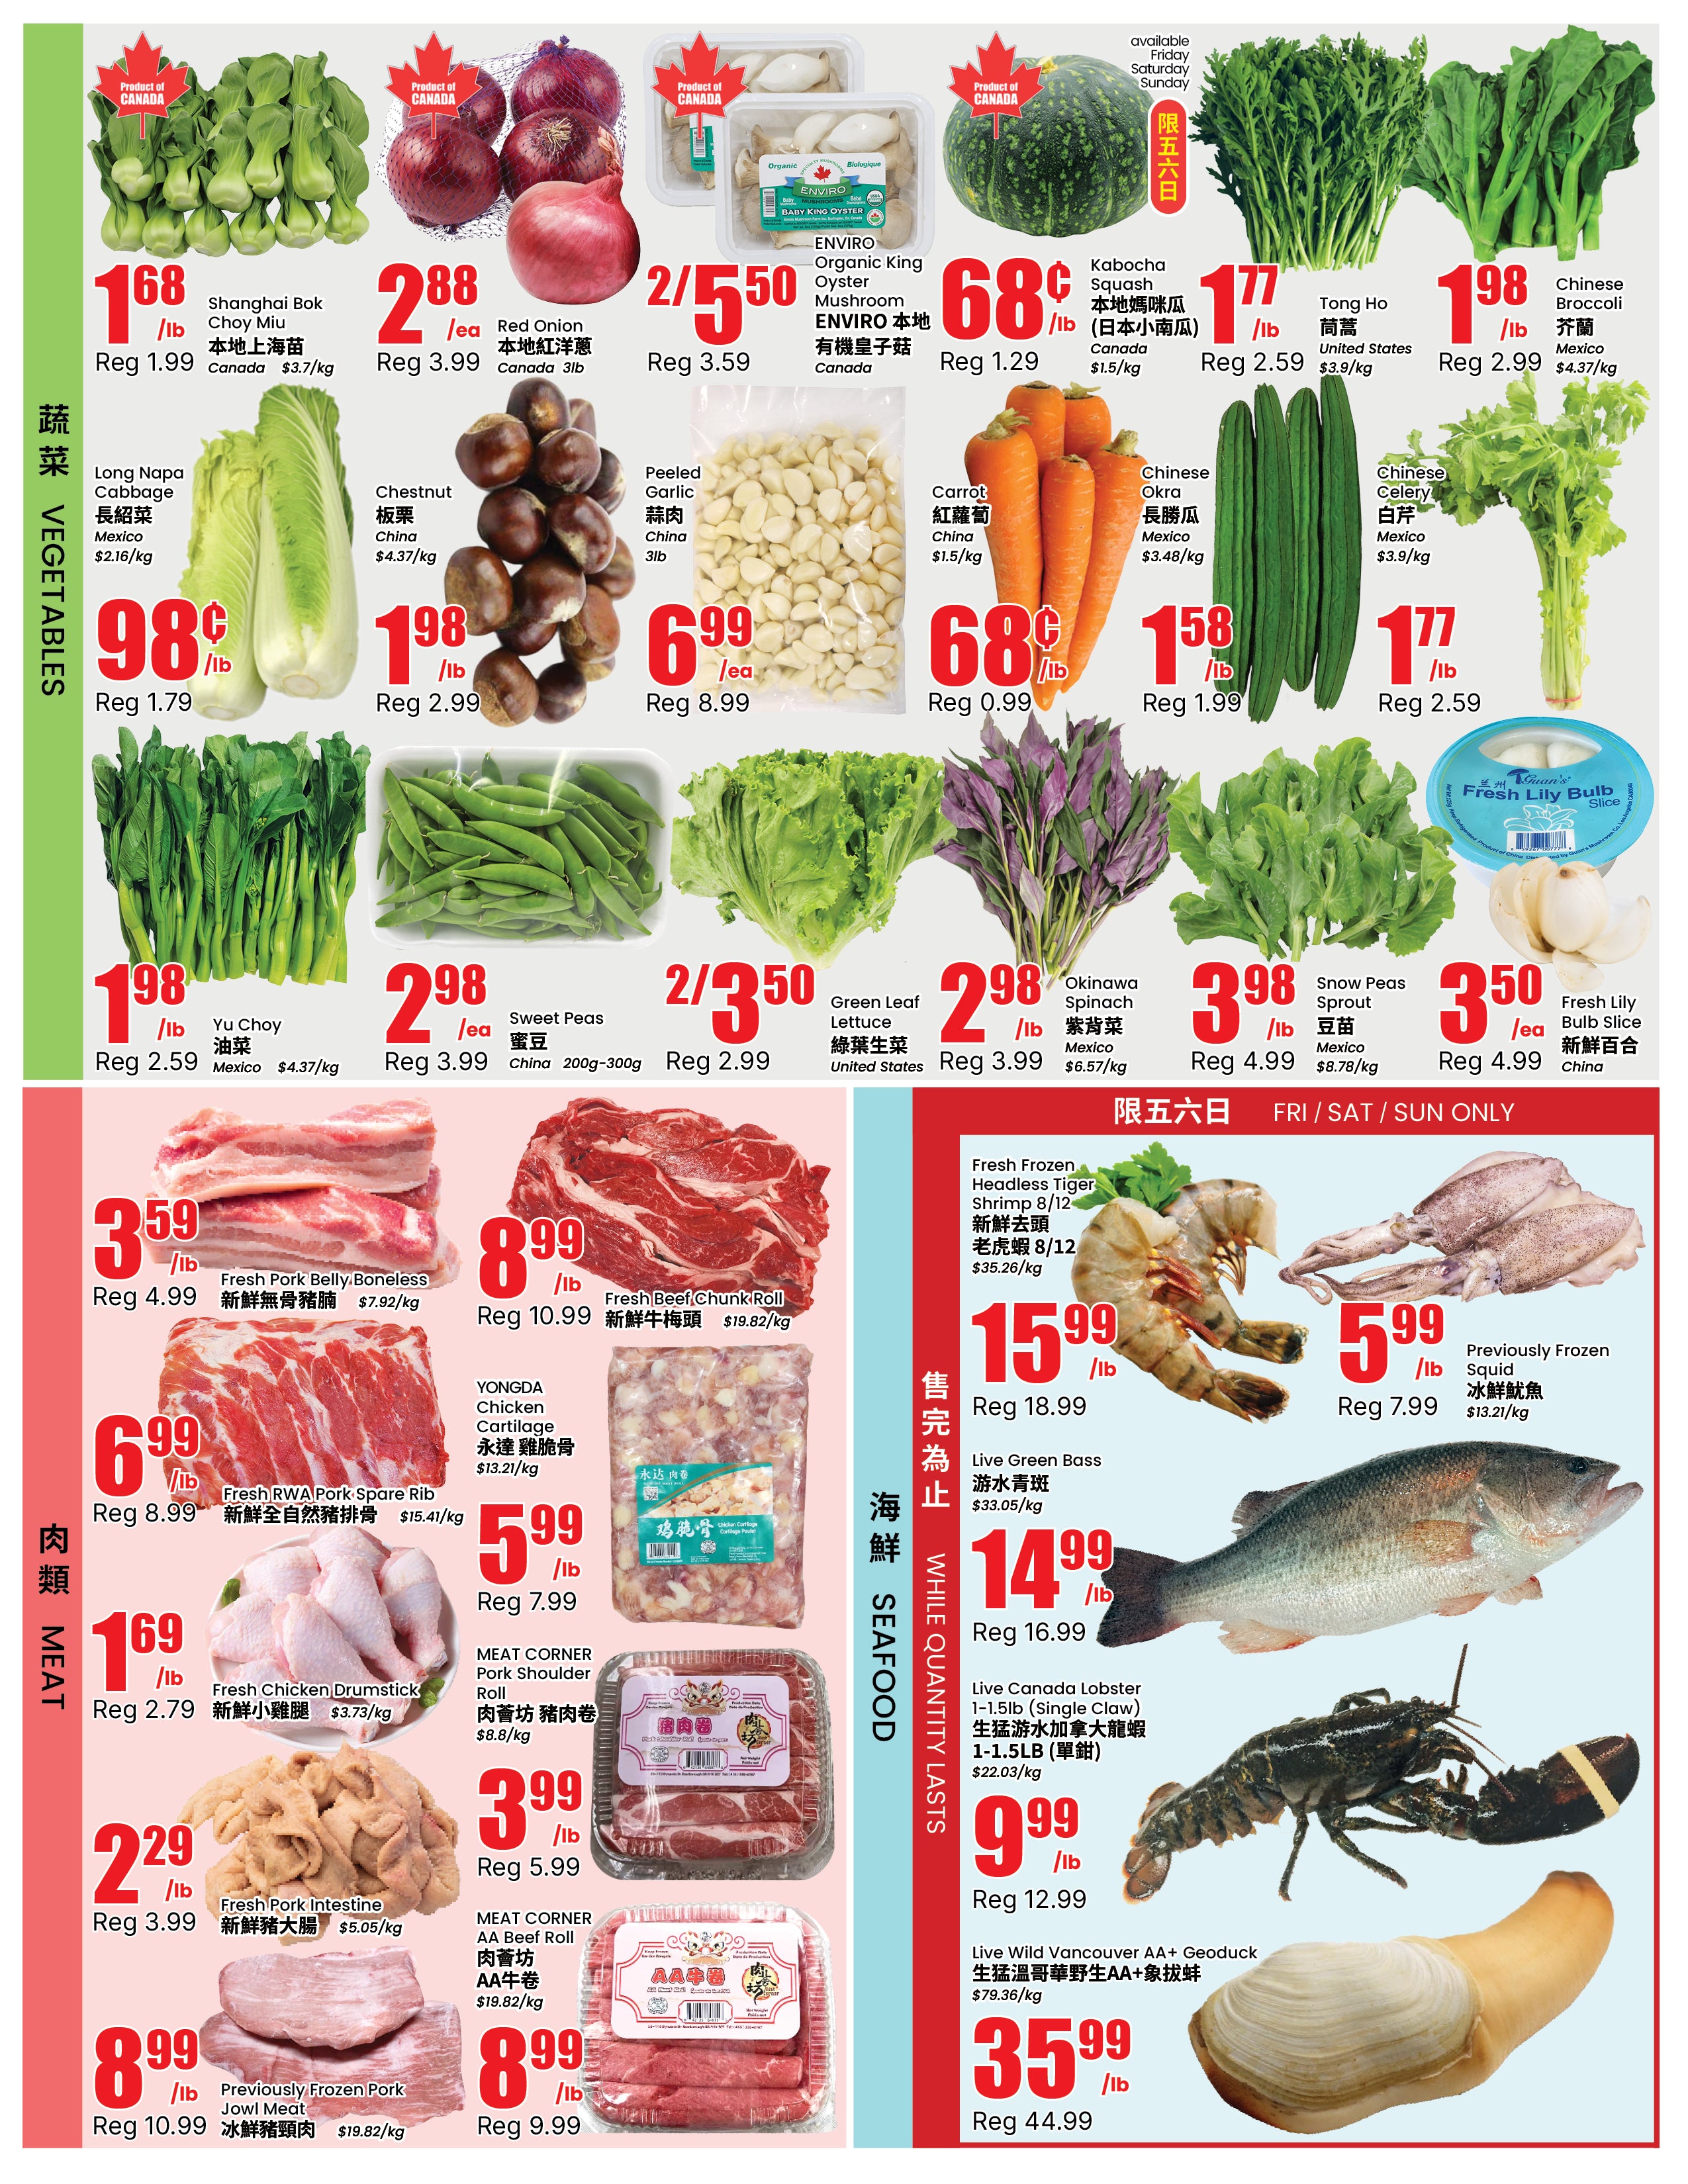 蔬菜 VEGETABLES
Product of
CANADA
1.68
/lb
Reg 1.99
Shanghai Bok
Choy Miu
本地上海苗
Canada $3.7/kg
Product of
CANADA
2.88
/ea
Reg 3.99
Red Onion
本地紅洋蔥
Canada 3lb
Product of
CANADA
Organic
Biologique
ENVIRO
MUSHROOMS
BABY KING OYSTER
2/5.50
Reg 3.59
ENVIRO
Organic King
Oyster
Mushroom
ENVIRO 本地
有機皇子菇
Canada
Product of
CANADA
available
Friday
Saturday
Sunday
限五六日
68¢
/lb
Reg 1.29
Kabocha
Squash
本地媽咪瓜
(日本小南瓜)
Canada
$1.5/kg
1.77
/lb
Reg 2.59
Tong Ho
茼蒿
United States
$3.9/kg
1.98
/lb
Reg 2.99
Chinese
Broccoli
芥蘭
Mexico
$4.37/kg
Long Napa
Cabbage
長紹菜
Mexico
$2.16/kg
98¢
/lb
Reg 1.79
Chestnut
板栗
China
$4.37/kg
1.98
/lb
Reg 2.99
Peeled
Garlic
蒜肉
China
3lb
6.99
/ea
Reg 8.99
Carrot
紅蘿蔔
China
$1.5/kg
68¢
/lb
Reg 0.99
Chinese
Okra
長勝瓜
Mexico
$3.48/kg
1.58
/lb
Reg 1.99
Chinese
Celery
白芹
Mexico
$3.9/kg
1.77
/lb
Reg 2.59
1.98
/lb
Reg 2.59
Yu Choy
油菜
Mexico $4.37/kg
2.98
/ea
Reg 3.99
Sweet Peas
蜜豆
China 200g-300g
2/3.50
Reg 2.99
Green Leaf
Lettuce
綠葉生菜
United States
2.98
/lb
Reg 3.99
Okinawa
Spinach
紫背菜
Mexico
$6.57/kg
3.98
/lb
Reg 4.99
Snow Peas
Sprout
豆苗
Mexico
$8.78/kg
兰州 Guan's
Fresh Lily Bulb
Slice
3.50
/ea
Reg 4.99
Fresh Lily
Bulb Slice
新鮮百合
China
肉類 MEAT
3.59
/lb
Reg 4.99
Fresh Pork Belly Boneless
新鮮無骨豬腩 $7.92/kg
8.99
/lb
Reg 10.99
Fresh Beef Chunk Roll
新鮮牛梅頭 $19.82/kg
6.99
/lb
Reg 8.99
Fresh RWA Pork Spare Rib
新鮮全自然豬排骨 $15.41/kg
YONGDA
Chicken
Cartilage
永達 雞脆骨
$13.21/kg
5.99
/lb
Reg 7.99
永达 肉卷
鸡脆骨
Chicken Cartilage
1.69
/lb
Reg 2.79
Fresh Chicken Drumstick
新鮮小雞腿 $3.73/kg
MEAT CORNER
Pork Shoulder
Roll
肉薈坊 豬肉卷
$8.8/kg
3.99
/lb
Reg 5.99
猪肉卷
2.29
/lb
Reg 3.99
Fresh Pork Intestine
新鮮豬大腸 $5.05/kg
MEAT CORNER
AA Beef Roll
肉薈坊
AA牛卷
$19.82/kg
8.99
/lb
Reg 9.99
AA牛卷
8.99
/lb
Reg 10.99
Previously Frozen Pork
Jowl Meat
冰鮮豬頸肉 $19.82/kg
海鮮 SEAFOOD
限五六日 FRI / SAT / SUN ONLY
售完為止 WHILE QUANTITY LASTS
Fresh Frozen
Headless Tiger
Shrimp 8/12
新鮮去頭
老虎蝦 8/12
$35.26/kg
15.99
/lb
Reg 18.99
5.99
/lb
Reg 7.99
Previously Frozen
Squid
冰鮮魷魚
$13.21/kg
Live Green Bass
游水青斑
$33.05/kg
14.99
/lb
Reg 16.99
Live Canada Lobster
1-1.5lb (Single Claw)
生猛游水加拿大龍蝦
1-1.5LB (單鉗)
$22.03/kg
9.99
/lb
Reg 12.99
Live Wild Vancouver AA+ Geoduck
生猛溫哥華野生AA+象拔蚌
$79.36/kg
35.99
/lb
Reg 44.99